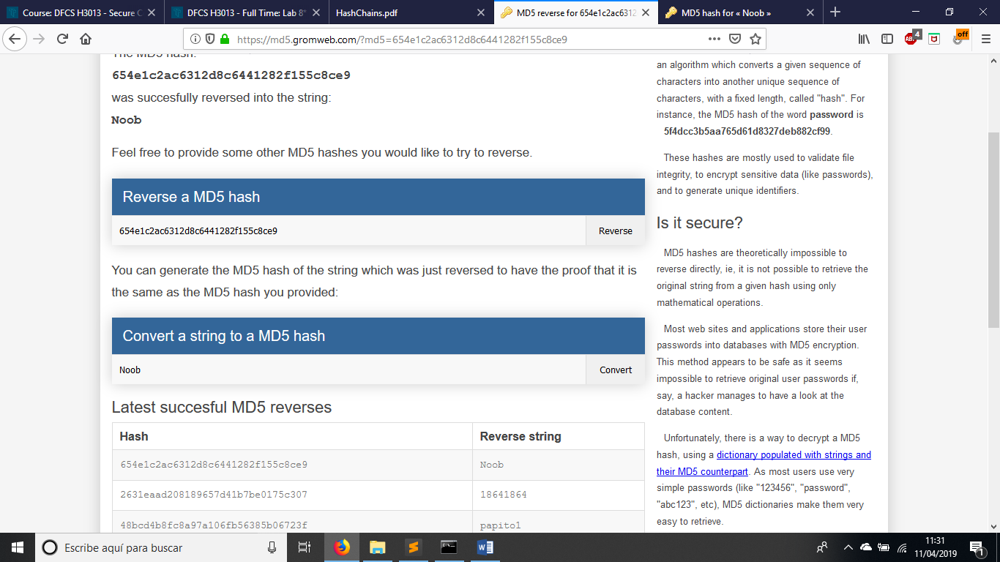 Course: DFCS H3013 - Secure C
DFCS H3013 - Full Time: Lab 8
HashChains.pdf
MD5 reverse for 654e1c2ac6312
MD5 hash for « Noob »
https://md5.gromweb.com/?md5=654e1c2ac6312d8c6441282f155c8ce9
4
off
The MD5 hash:
654e1c2ac6312d8c6441282f155c8ce9
was succesfully reversed into the string:
Noob
Feel free to provide some other MD5 hashes you would like to try to reverse.
Reverse a MD5 hash
654e1c2ac6312d8c6441282f155c8ce9
Reverse
You can generate the MD5 hash of the string which was just reversed to have the proof that it is
the same as the MD5 hash you provided:
Convert a string to a MD5 hash
Noob
Convert
Latest succesful MD5 reverses
Hash
Reverse string
654e1c2ac6312d8c6441282f155c8ce9
Noob
2631eaad208189657d41b7be0175c307
18641864
48bcd4b8fc8a97a106fb56385b06723f
papito1
an algorithm which converts a given sequence of
characters into another unique sequence of
characters, with a fixed length, called "hash". For
instance, the MD5 hash of the word password is
5f4dcc3b5aa765d61d8327deb882cf99.
These hashes are mostly used to validate file
integrity, to encrypt sensitive data (like passwords),
and to generate unique identifiers.
Is it secure?
MD5 hashes are theoretically impossible to
reverse directly, ie, it is not possible to retrieve the
original string from a given hash using only
mathematical operations.
Most web sites and applications store their user
passwords into databases with MD5 encryption.
This method appears to be safe as it seems
impossible to retrieve original user passwords if,
say, a hacker manages to have a look at the
database content.
Unfortunately, there is a way to decrypt a MD5
hash, using a dictionary populated with strings and
their MD5 counterpart. As most users use very
simple passwords (like "123456", "password",
"abc123", etc), MD5 dictionaries make them very
easy to retrieve.
Escribe aquí para buscar
11:31
11/04/2019
1